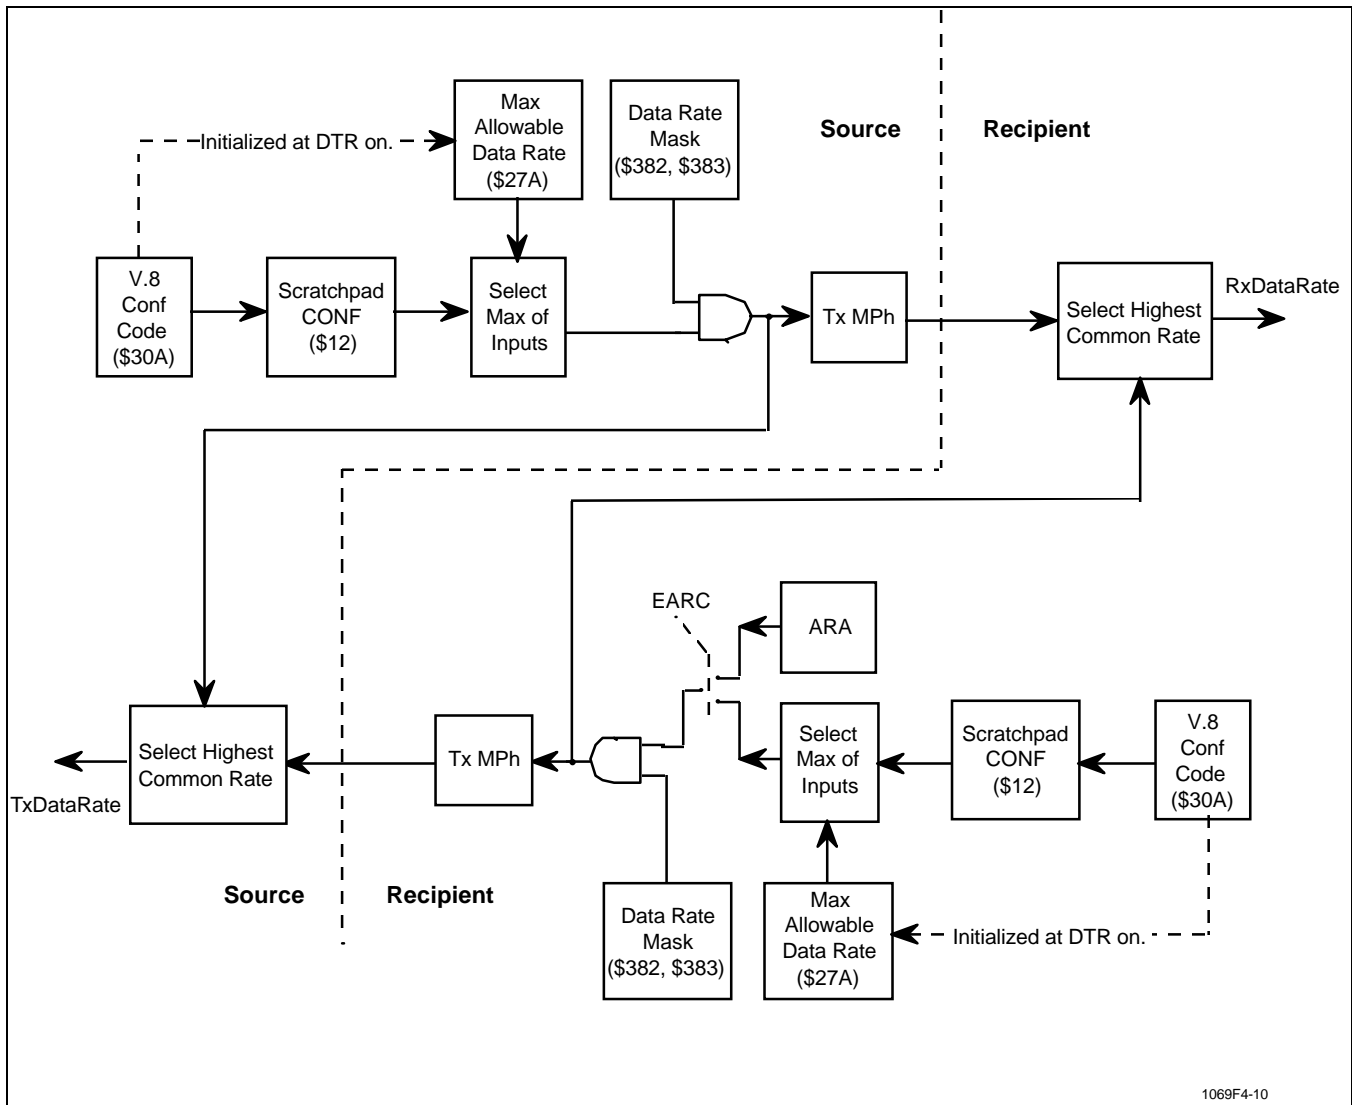 Max
Allowable
Data Rate
($27A)
Data Rate
Mask
($382, $383)
Source
Recipient
Initialized at DTR on.
V.8
Conf
Code
($30A)
Scratchpad
CONF
($12)
Select
Max of
Inputs
Tx MPh
Select Highest
Common Rate
RxDataRate
EARC
ARA
Select Highest
Common Rate
TxDataRate
Tx MPh
Select
Max of
Inputs
Scratchpad
CONF
($12)
V.8
Conf
Code
($30A)
Source
Recipient
Data Rate
Mask
($382, $383)
Max
Allowable
Data Rate
($27A)
Initialized at DTR on.
1069F4-10